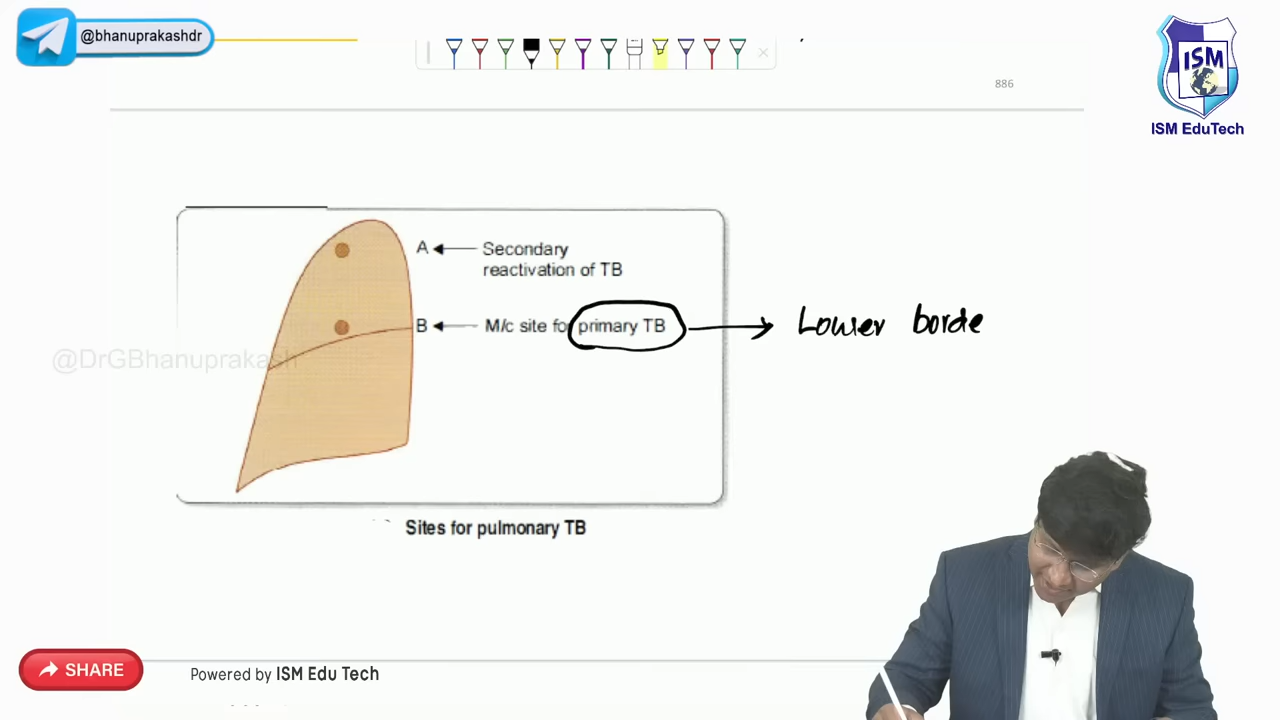 @bhanuprakashdr
886
ISM
ISM EduTech
A Secondary
reactivation of TB
B M/c site for primary TB Lower borde
@DrGBhanuprakash
Sites for pulmonary TB
SHARE
Powered by ISM Edu Tech